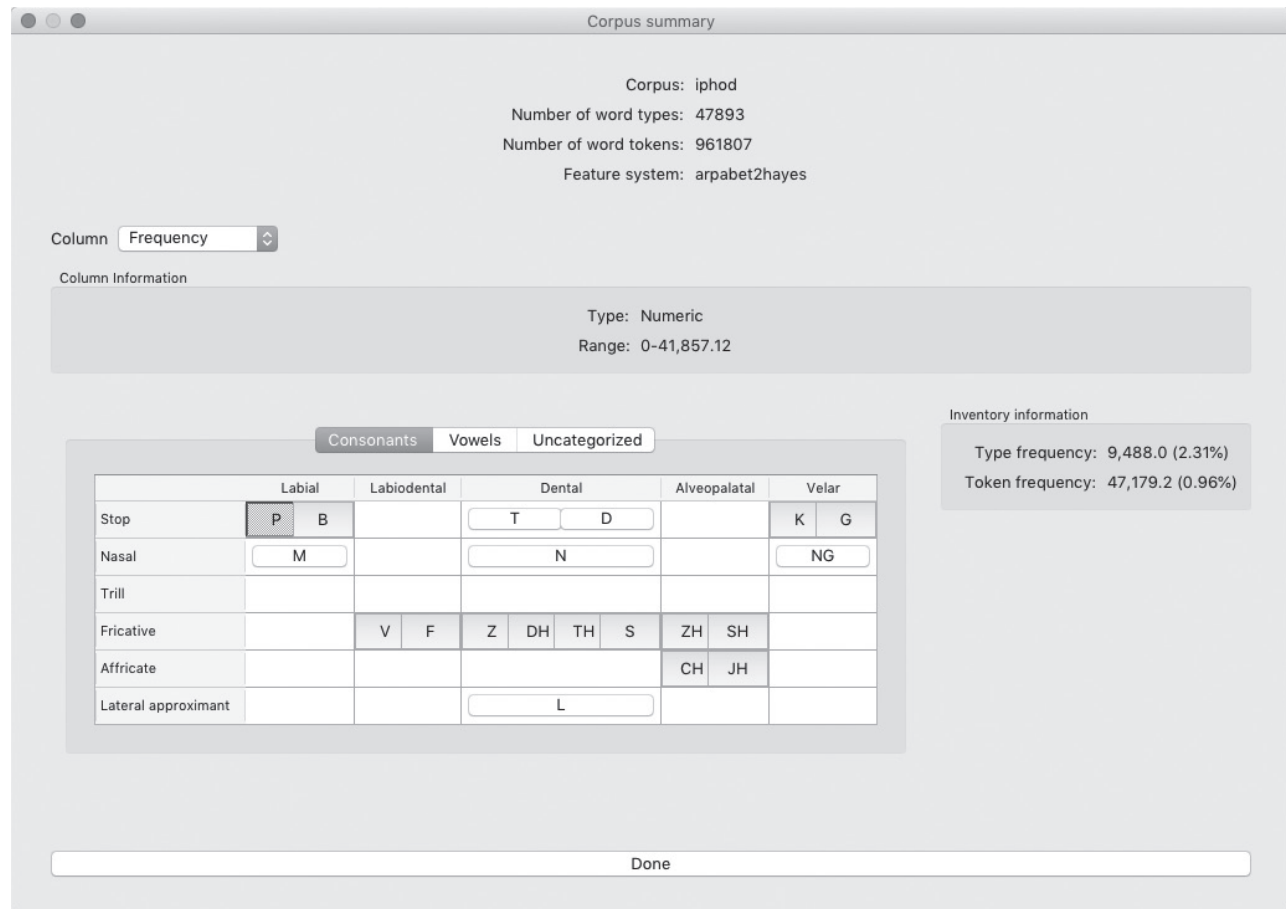 Corpus summary
Corpus: iphod
Number of word types: 47893
Number of word tokens: 961807
Feature system: arpabet2hayes
Column Frequency
Column Information
Type: Numeric
Range: 0-41,857.12
Consonants Vowels Uncategorized
Labial Labiodental Dental Alveopalatal Velar
Stop P B T D K G
Nasal M N NG
Trill
Fricative V F Z DH TH S ZH SH
Affricate CH JH
Lateral approximant L
Inventory information
Type frequency: 9,488.0 (2.31%)
Token frequency: 47,179.2 (0.96%)
Done